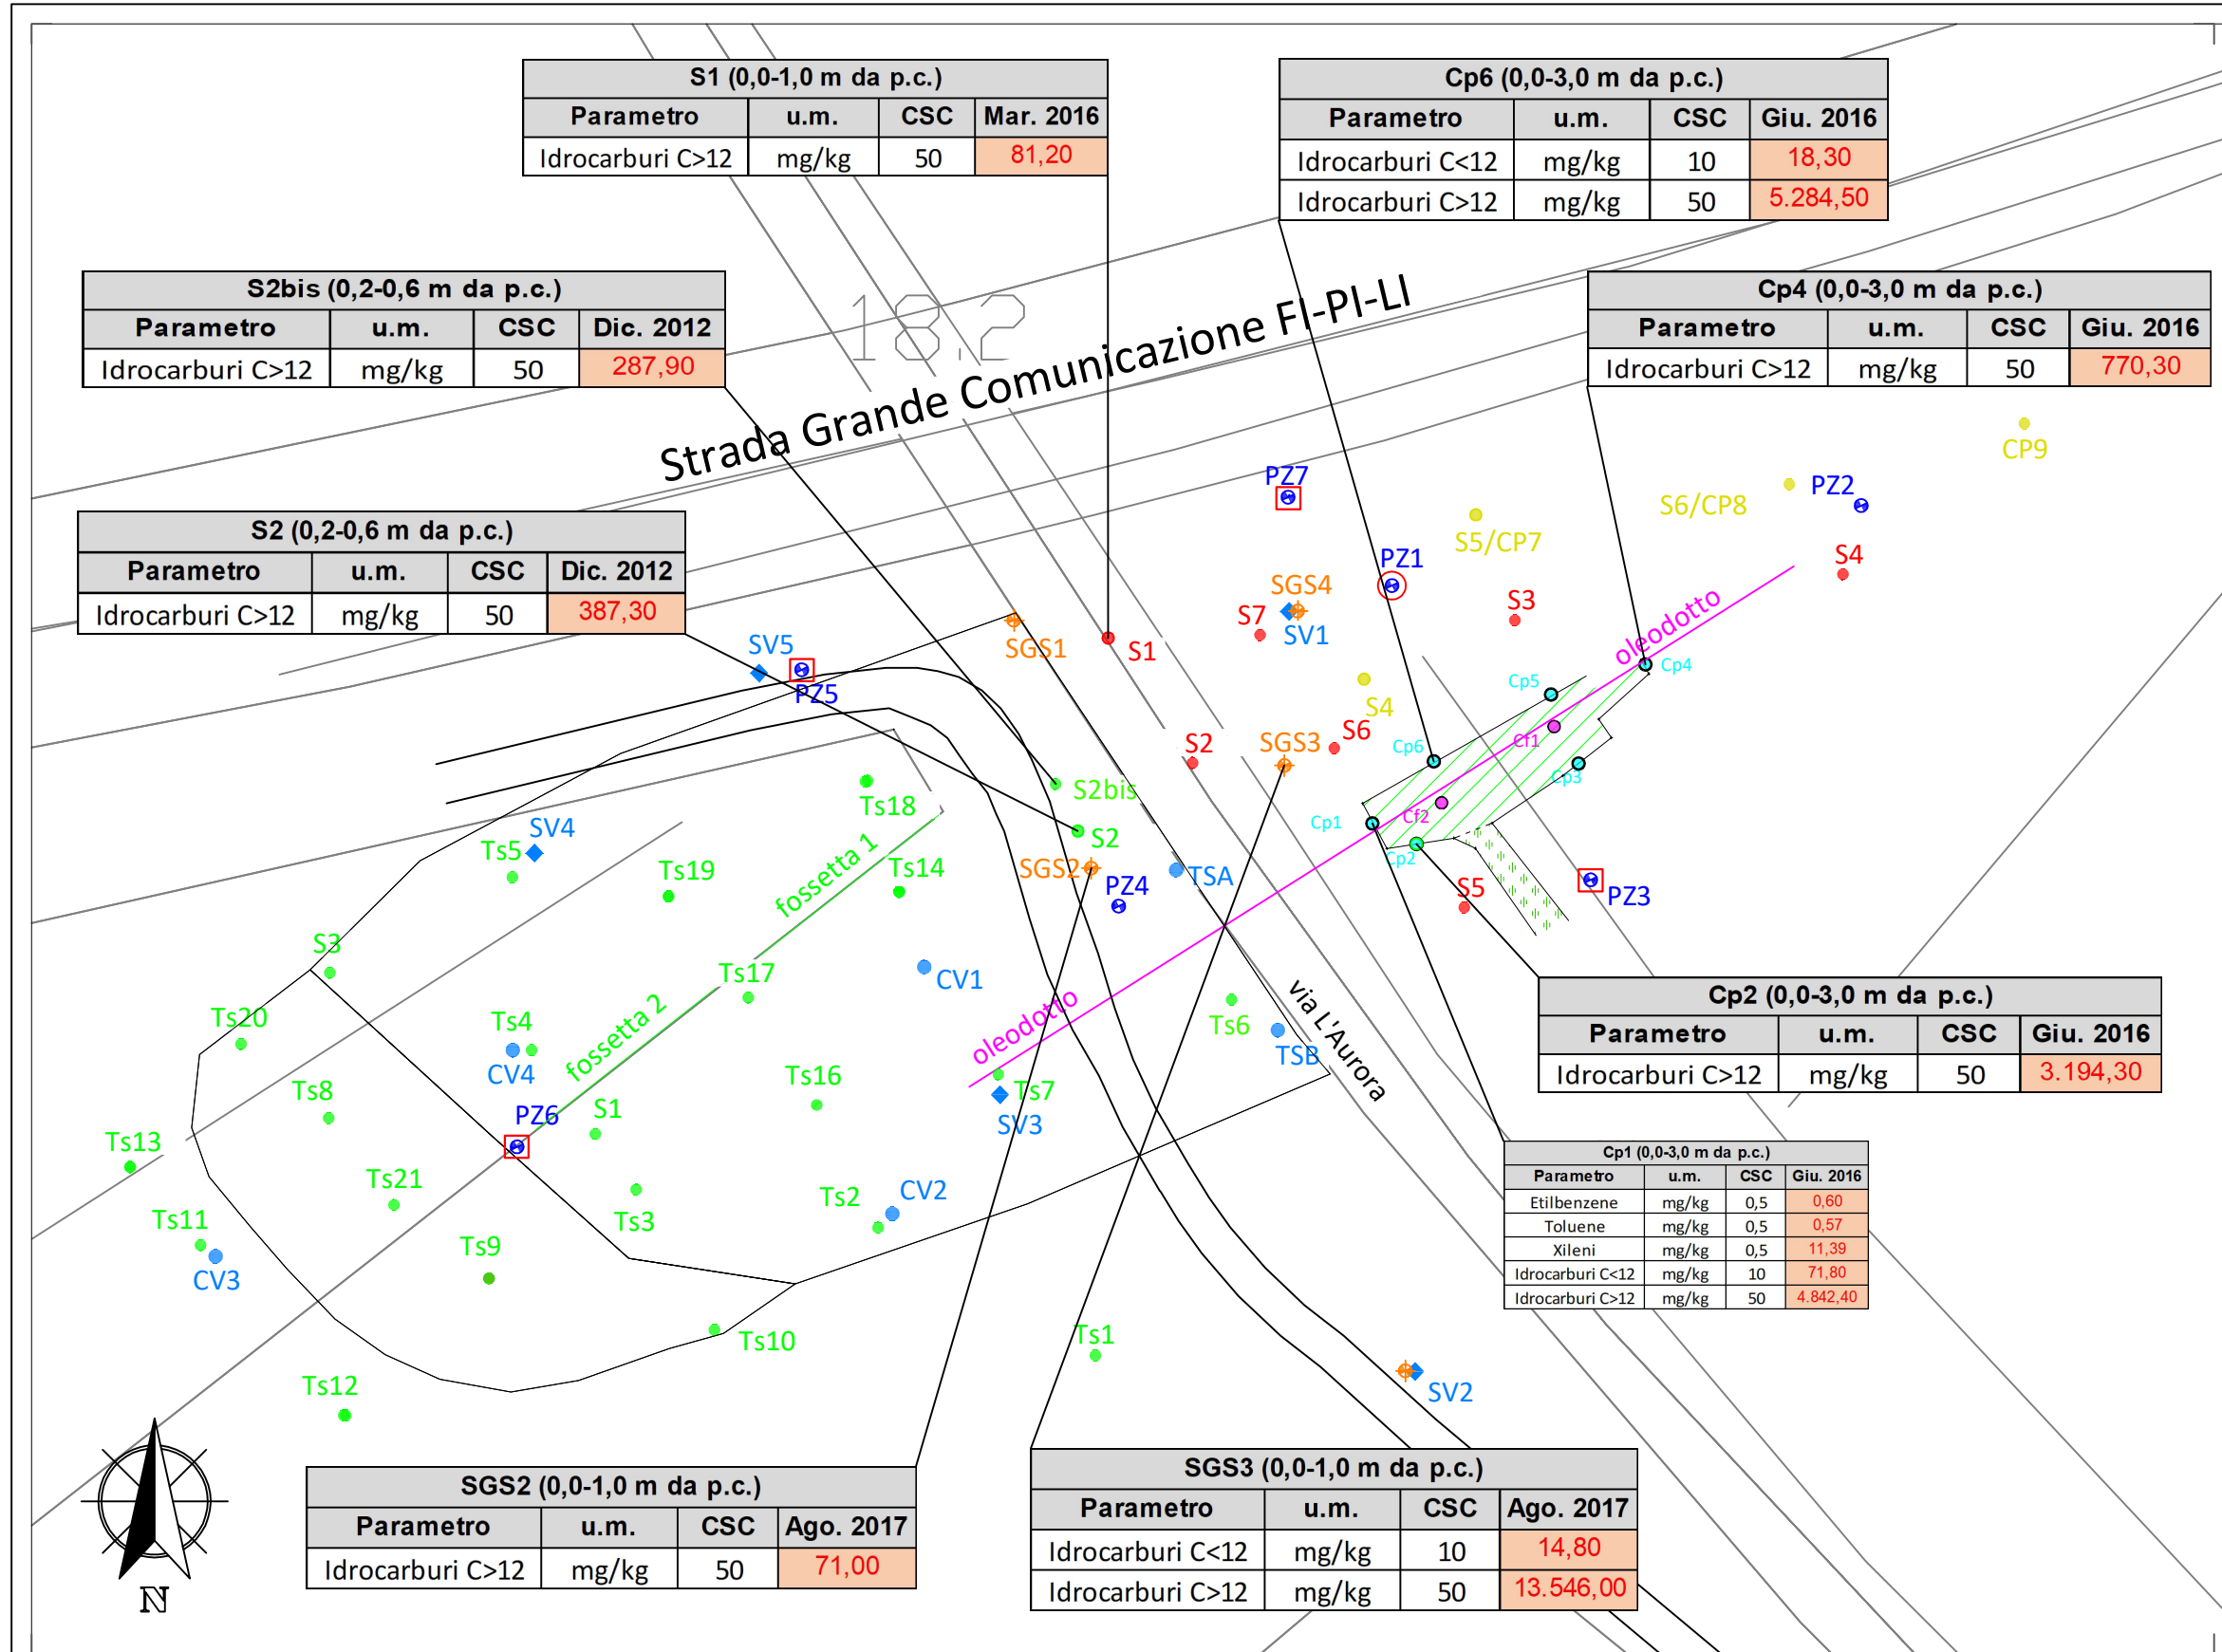 S1 (0,0-1,0 m da p.c.)
Parametro u.m. CSC Mar. 2016
Idrocarburi C>12 mg/kg 50 81,20
Cp6 (0,0-3,0 m da p.c.)
Parametro u.m. CSC Giu. 2016
Idrocarburi C<12 mg/kg 10 18,30
Idrocarburi C>12 mg/kg 50 5.284,50
S2bis (0,2-0,6 m da p.c.)
Parametro u.m. CSC Dic. 2012
Idrocarburi C>12 mg/kg 50 287,90
18,2
Strada Grande Comunicazione FI-PI-LI
Cp4 (0,0-3,0 m da p.c.)
Parametro u.m. CSC Giu. 2016
Idrocarburi C>12 mg/kg 50 770,30
S2 (0,2-0,6 m da p.c.)
Parametro u.m. CSC Dic. 2012
Idrocarburi C>12 mg/kg 50 387,30
CP9
PZ7
PZ2
S6/CP8
S5/CP7
PZ1
S4
SGS4
S3
S7
SV1
oleodotto
SV5
SGS1
S1
Cp4
PZ5
Cp5
S4
S6
Cf1
S2
SGS3
Cp6
Cp3
S2bis
Ts18
Cf2
Cp1
SV4
S2
Ts5
fossetta 1
Cp2
Ts19
Ts14
SGS2
TSA
PZ4
S5
PZ3
S3
Ts17
CV1
via L'Aurora
oleodotto
Ts20
Ts4
fossetta 2
Ts6
CV4
TSB
Ts8
Ts16
Ts7
S1
PZ6
SV3
Ts13
Cp2 (0,0-3,0 m da p.c.)
Parametro u.m. CSC Giu. 2016
Idrocarburi C>12 mg/kg 50 3.194,30
Ts21
Ts2
CV2
Ts11
Ts3
Ts9
CV3
Cp1 (0,0-3,0 m da p.c.)
Parametro u.m. CSC Giu. 2016
Etilbenzene mg/kg 0,5 0,60
Toluene mg/kg 0,5 0,57
Xileni mg/kg 0,5 11,39
Idrocarburi C<12 mg/kg 10 71,80
Idrocarburi C>12 mg/kg 50 4.842,40
Ts10
Ts1
Ts12
SV2
N
SGS2 (0,0-1,0 m da p.c.)
Parametro u.m. CSC Ago. 2017
Idrocarburi C>12 mg/kg 50 71,00
SGS3 (0,0-1,0 m da p.c.)
Parametro u.m. CSC Ago. 2017
Idrocarburi C<12 mg/kg 10 14,80
Idrocarburi C>12 mg/kg 50 13.546,00